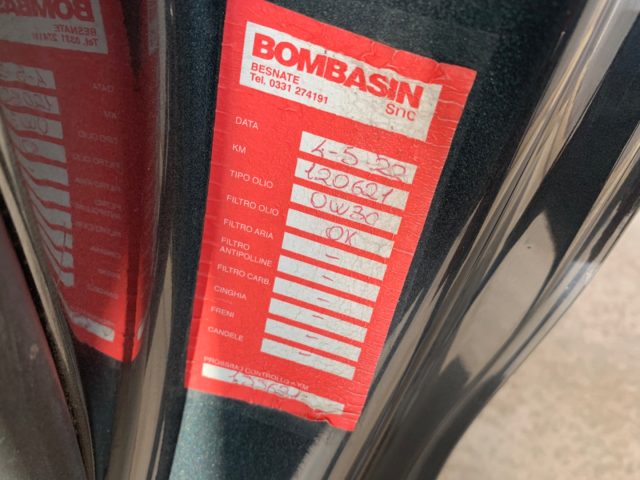 BOMBASIN
snc
BESNATE
Tel. 0331 274191
DATA 4-5-22
KM 120621
TIPO OLIO 0W30
FILTRO OLIO OK
FILTRO ARIA -
FILTRO ANTIPOLLINE -
FILTRO CARB -
CINGHIA -
FRENI -
CANDELE -
PROSSIMO CONTROLLO KM